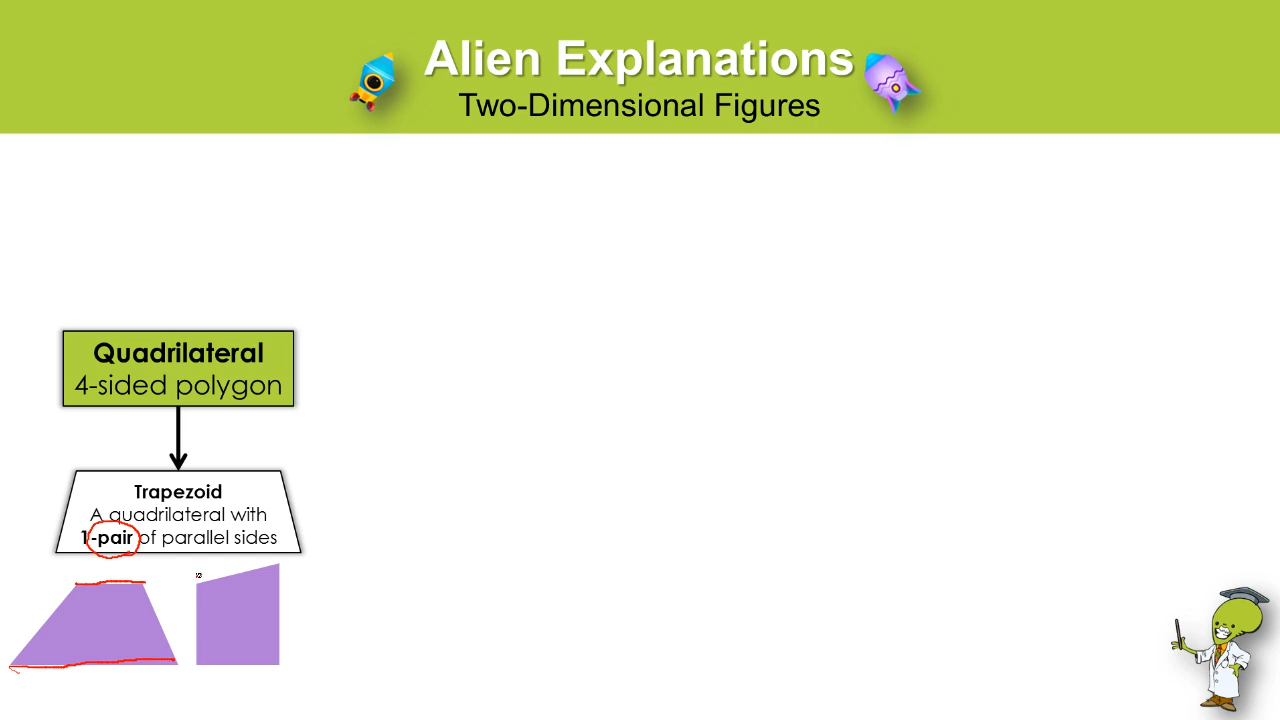 Alien Explanations
Two-Dimensional Figures
Quadrilateral
4-sided polygon
Trapezoid
A quadrilateral with
1-pair of parallel sides